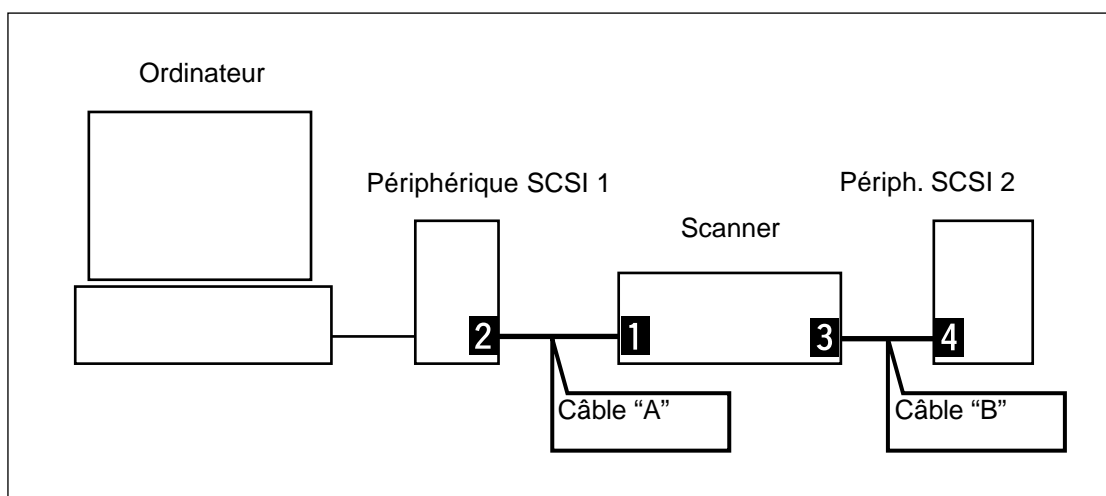 Ordinateur
Périphérique SCSI 1
Périph. SCSI 2
Scanner
2
1
3
4
Câble “A”
Câble “B”